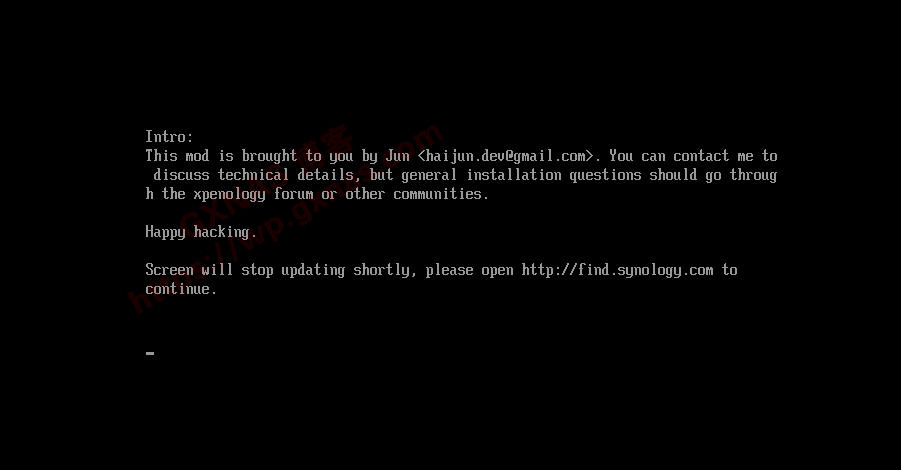 Intro:
This mod is brought to you by Jun <haijun.dev@gmail.com>. You can contact me to
discuss technical details, but general installation questions should go throug
h the xpenology forum or other communities.
Happy hacking.
Screen will stop updating shortly, please open http://find.synology.com to
continue.